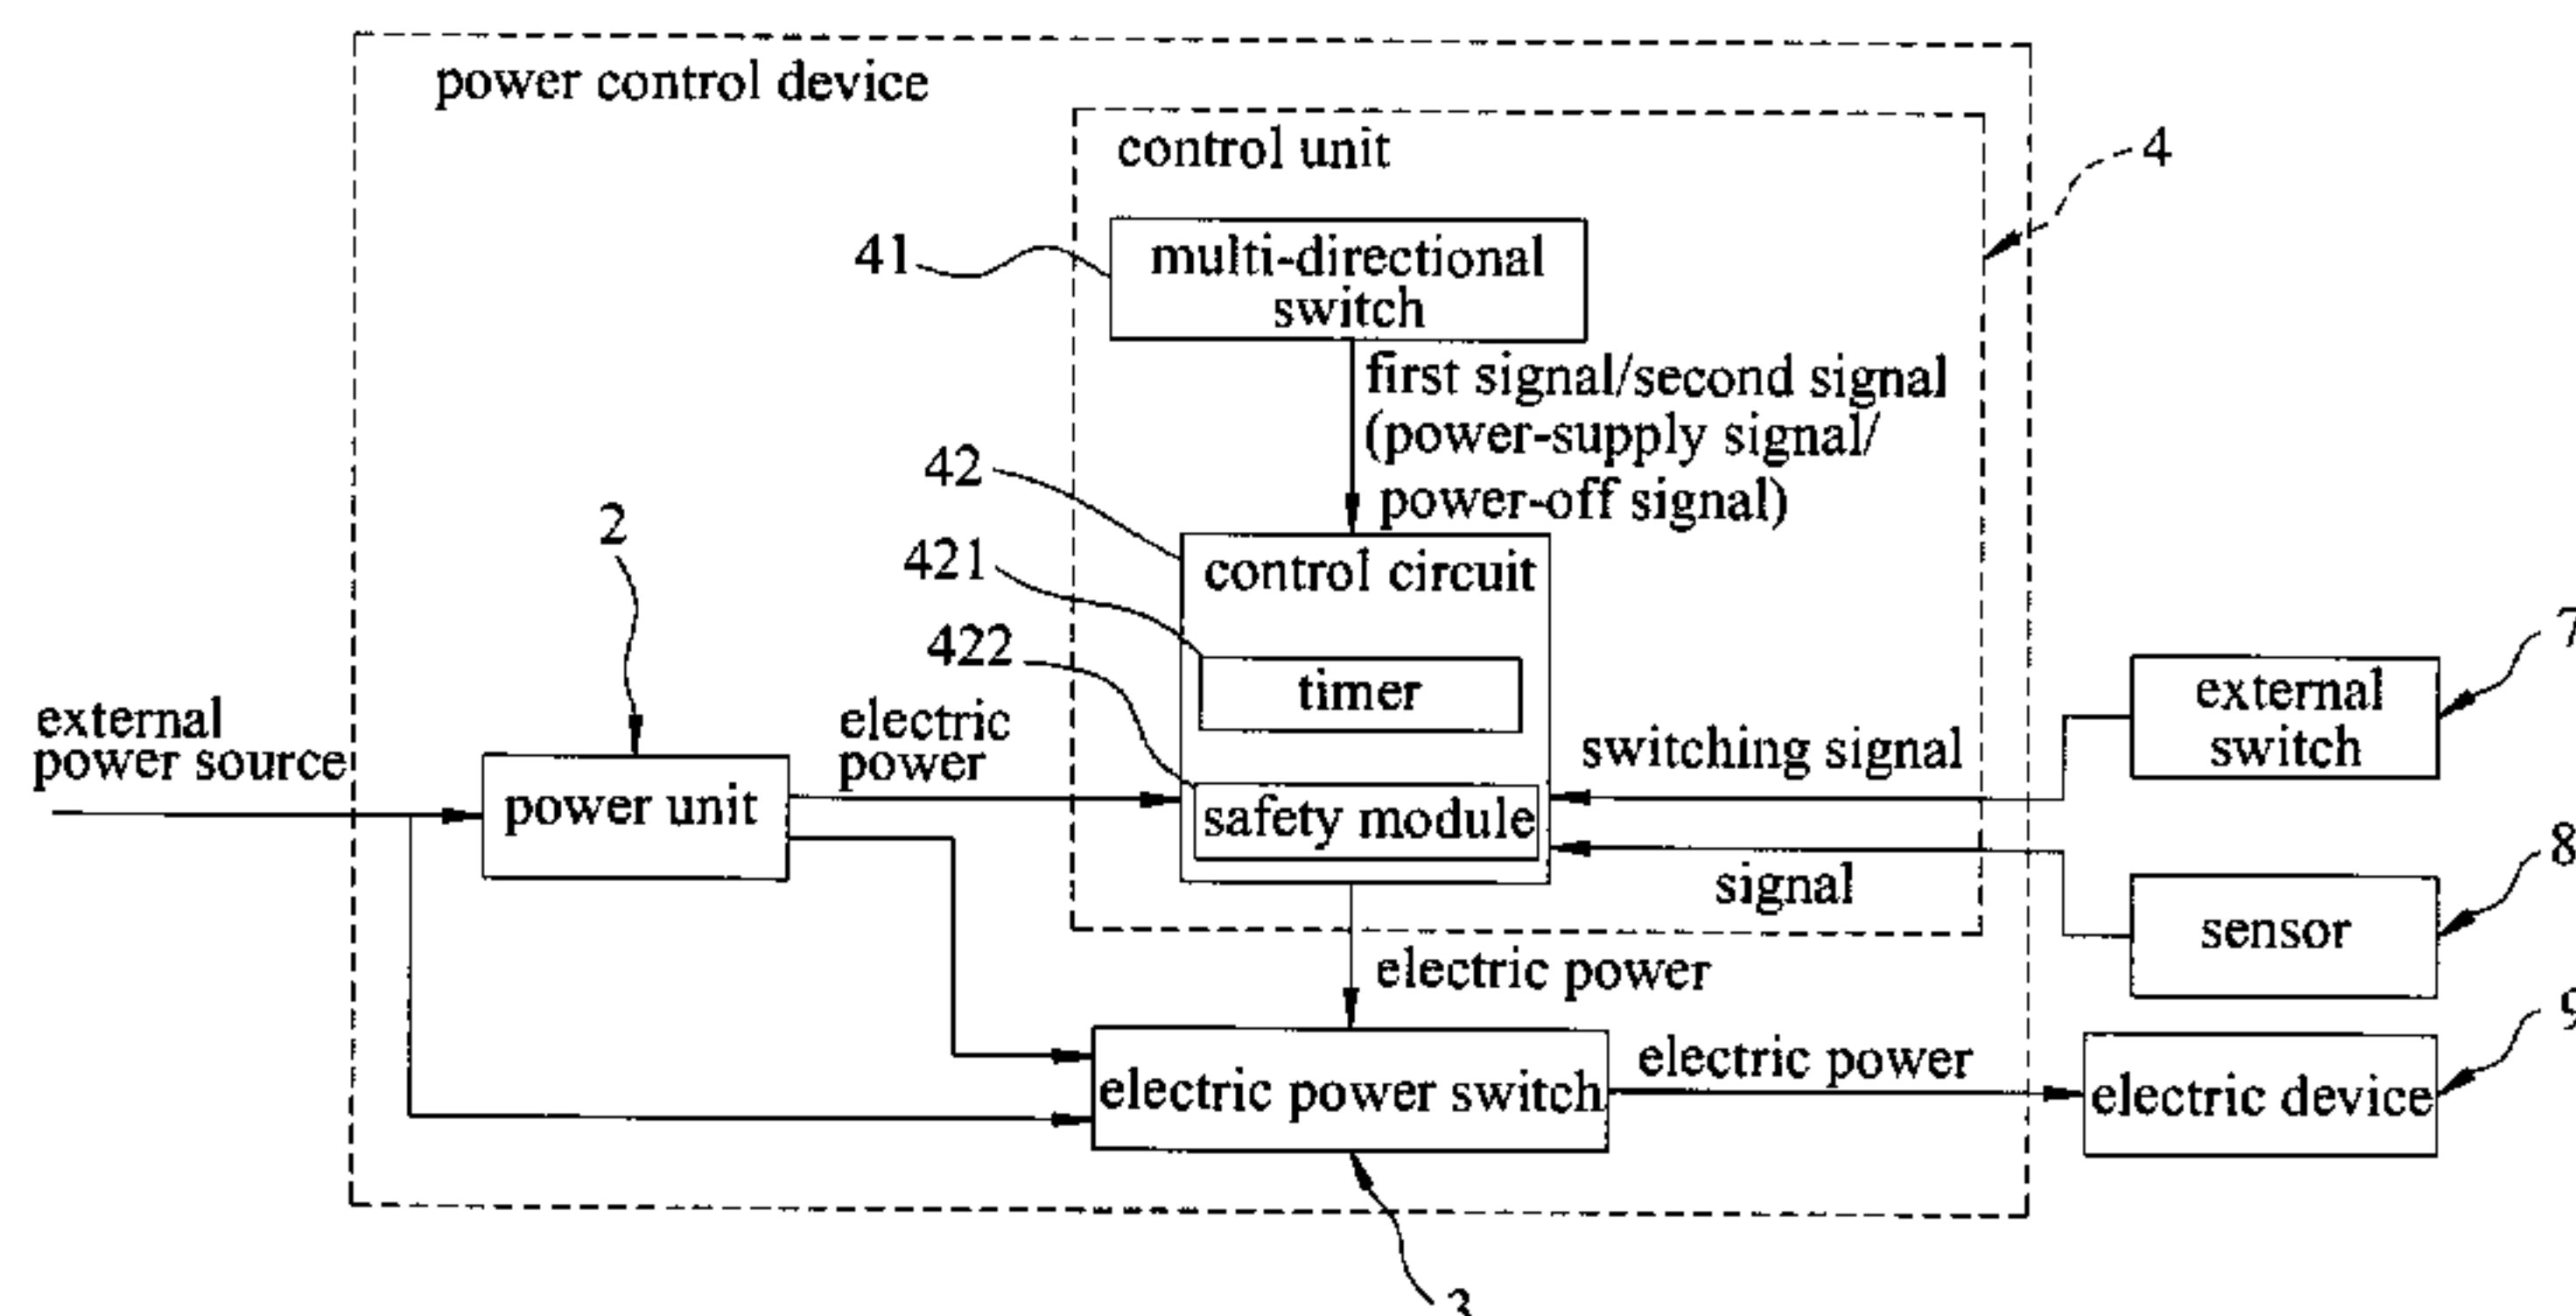 power control device
control unit
4
41
multi-directional
switch
first signal/second signal
(power-supply signal/
power-off signal)
42
control circuit
421
timer
422
safety module
2
external
power source
power unit
electric
power
switching signal
signal
7
external
switch
8
sensor
electric power
electric power switch
electric power
9
electric device
3